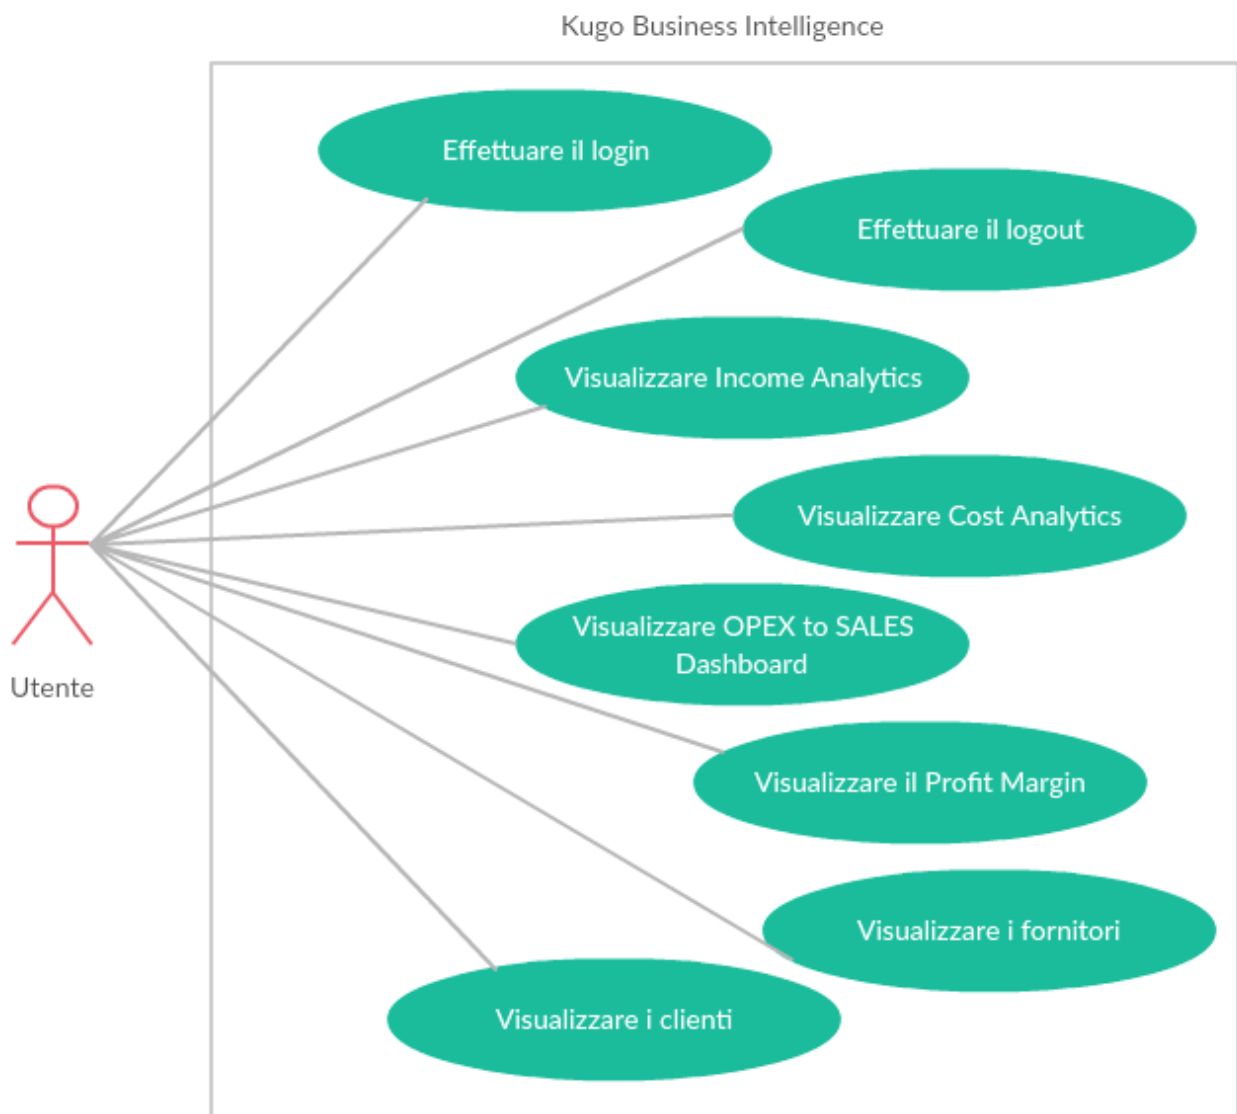 Kugo Business Intelligence
Effettuare il login
Effettuare il logout
Visualizzare Income Analytics
Visualizzare Cost Analytics
Visualizzare OPEX to SALES
Dashboard
Utente
Visualizzare il Profit Margin
Visualizzare i fornitori
Visualizzare i clienti